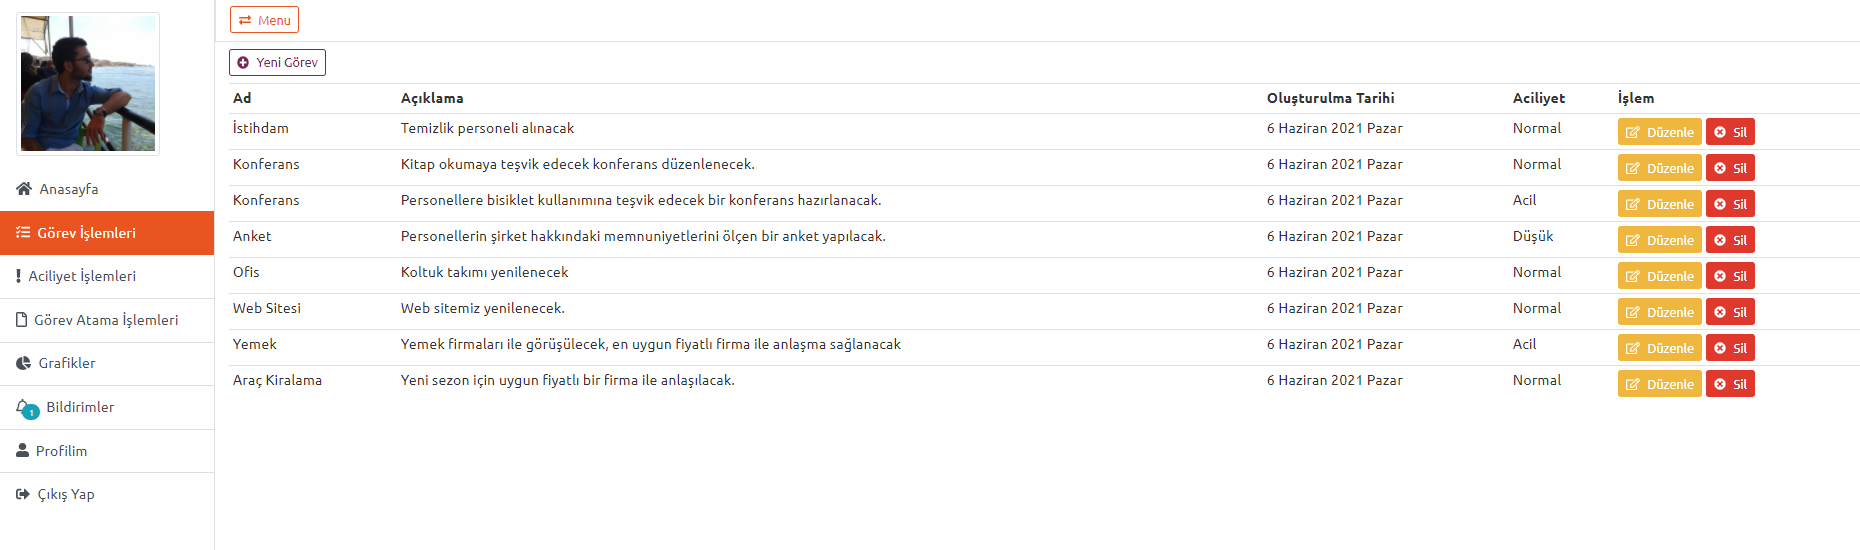 Menu
Yeni Görev
Ad Açıklama Oluşturulma Tarihi Aciliyet İşlem
İstihdam Temizlik personeli alınacak 6 Haziran 2021 Pazar Normal Düzenle Sil
Konferans Kitap okumaya teşvik edecek konferans düzenlenecek. 6 Haziran 2021 Pazar Normal Düzenle Sil
Konferans Personellere bisiklet kullanımına teşvik edecek bir konferans hazırlanacak. 6 Haziran 2021 Pazar Acil Düzenle Sil
Anket Personellerin şirket hakkındaki memnuniyetlerini ölçen bir anket yapılacak. 6 Haziran 2021 Pazar Düşük Düzenle Sil
Ofis Koltuk takımı yenilenecek 6 Haziran 2021 Pazar Normal Düzenle Sil
Web Sitesi Web sitemiz yenilenecek. 6 Haziran 2021 Pazar Normal Düzenle Sil
Yemek Yemek firmaları ile görüşülecek, en uygun fiyatlı firma ile anlaşma sağlanacak 6 Haziran 2021 Pazar Acil Düzenle Sil
Araç Kiralama Yeni sezon için uygun fiyatlı bir firma ile anlaşılacak. 6 Haziran 2021 Pazar Normal Düzenle Sil
Anasayfa
Görev İşlemleri
Aciliyet İşlemleri
Görev Atama İşlemleri
Grafikler
1 Bildirimler
Profilim
Çıkış Yap